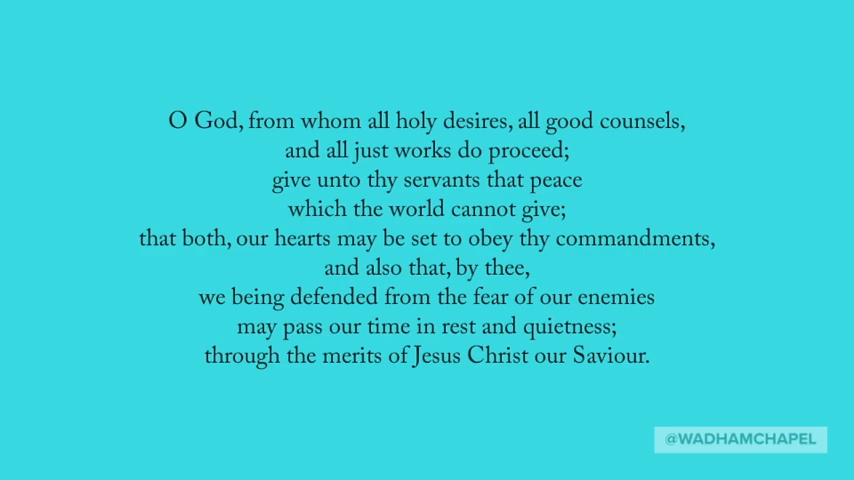 O God, from whom all holy desires, all good counsels,
and all just works do proceed;
give unto thy servants that peace
which the world cannot give;
that both, our hearts may be set to obey thy commandments,
and also that, by thee,
we being defended from the fear of our enemies
may pass our time in rest and quietness;
through the merits of Jesus Christ our Saviour.
@WADHAMCHAPEL